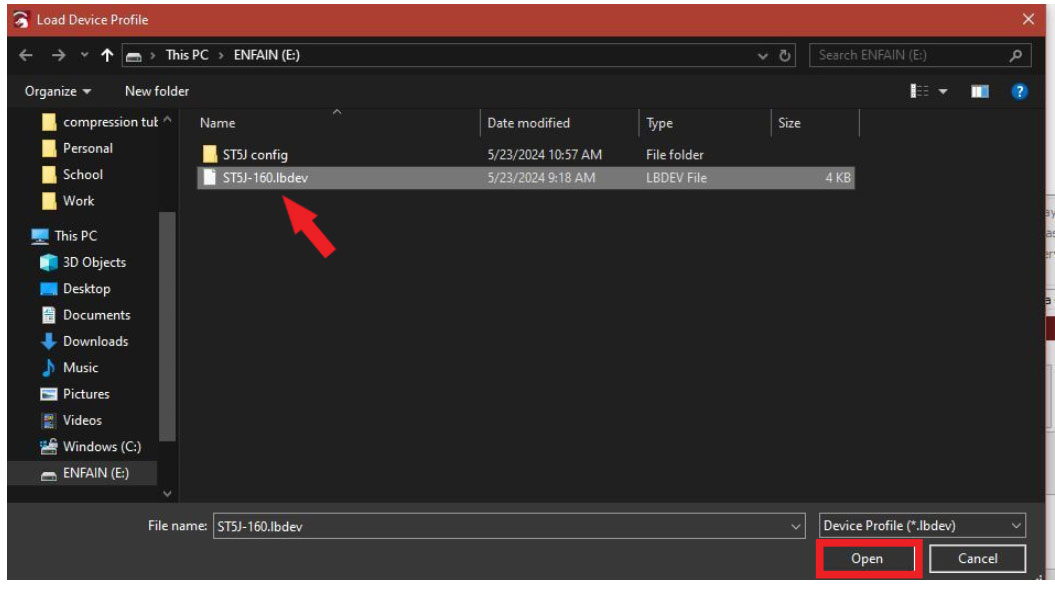 Load Device Profile
This PC > ENFAIN (E:)
Search ENFAIN (E:)
Organize
New folder
Name
Date modified
Type
Size
compression tub
Personal
School
Work
This PC
3D Objects
Desktop
Documents
Downloads
Music
Pictures
Videos
Windows (C:)
ENFAIN (E:)
ST5J config 5/23/2024 10:57 AM File folder
ST5J-160.lbdev 5/23/2024 9:18 AM LBDEV File 4 KB
File name: ST5J-160.lbdev
Device Profile (*.lbdev)
Open
Cancel